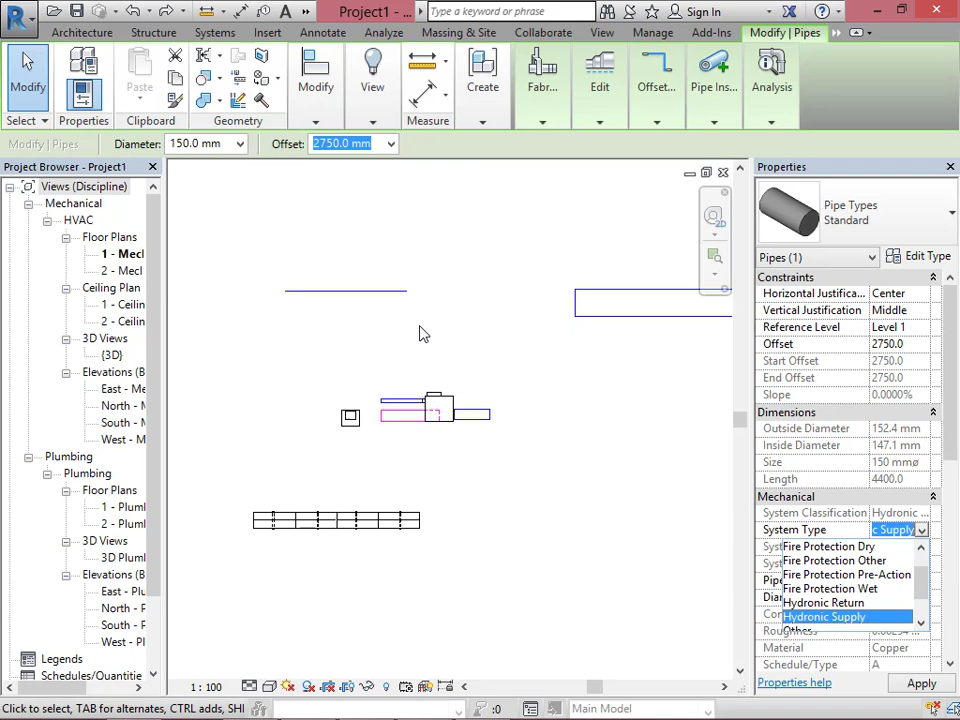 Project1 - ...
Type a keyword or phrase
Sign In
Architecture
Structure
Systems
Insert
Annotate
Analyze
Massing & Site
Collaborate
View
Manage
Add-Ins
Modify | Pipes
Modify
Paste
Modify
View
Create
Fabr...
Edit
Offset...
Pipe Ins...
Analysis
Select
Properties
Clipboard
Geometry
Measure
Modify | Pipes
Diameter: 150.0 mm
Offset: 2750.0 mm
Project Browser - Project1
Views (Discipline)
Mechanical
HVAC
Floor Plans
1 - Mecl
2 - Mecl
Ceiling Plan
1 - Ceilin
2 - Ceilin
3D Views
{3D}
Elevations (B
East - Me
North - M
South - M
West - M
Plumbing
Plumbing
Floor Plans
1 - Plum
2 - Plum
3D Views
3D Plum
Elevations (B
East - Pl
North - P
South - P
West - P
Legends
Schedules/Quantitie
2D
Properties
Pipe Types
Standard
Pipes (1)
Edit Type
Constraints
Horizontal Justifica... Center
Vertical Justification Middle
Reference Level Level 1
Offset 2750.0
Start Offset 2750.0
End Offset 2750.0
Slope 0.0000%
Dimensions
Outside Diameter 152.4 mm
Inside Diameter 147.1 mm
Size 150 mmø
Length 4400.0
Mechanical
System Classification Hydronic ...
System Type c Supply
Fire Protection Dry
Fire Protection Other
Fire Protection Pre-Action
Fire Protection Wet
Hydronic Return
Hydronic Supply
Other
Material Copper
Schedule/Type A
Properties help
Apply
1 : 100
Click to select, TAB for alternates, CTRL adds, SHI
:0
Main Model